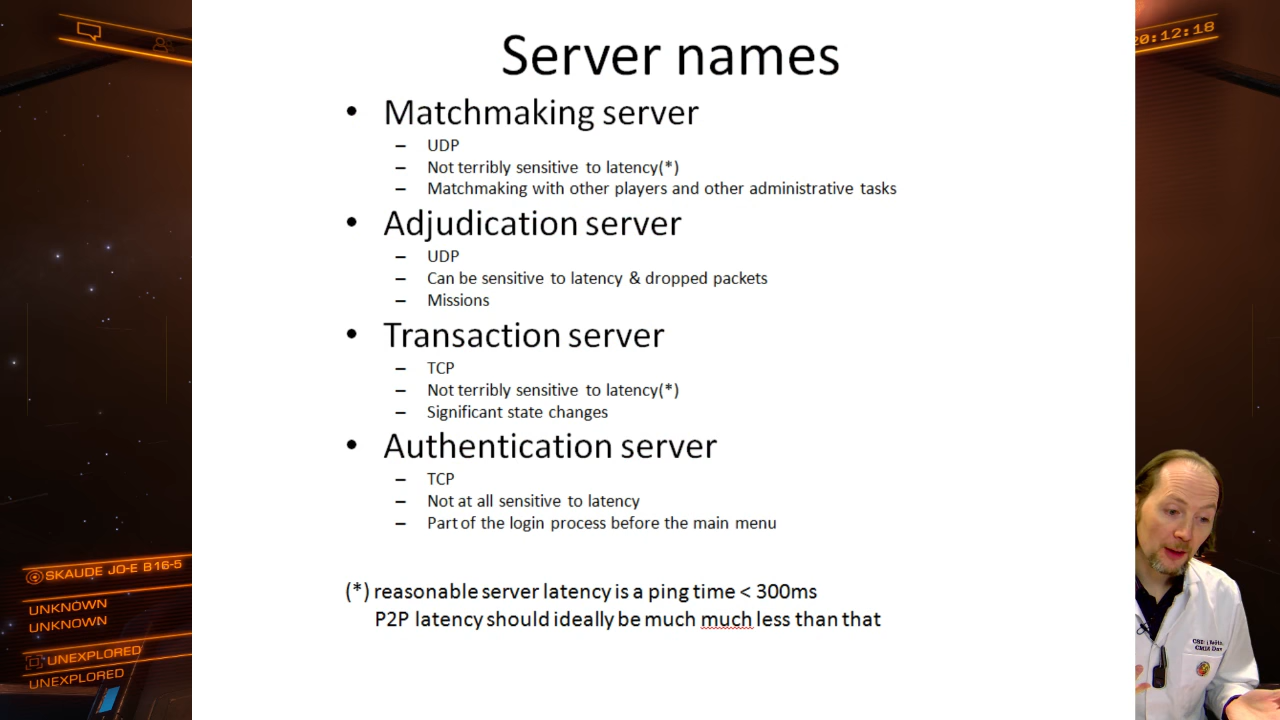 20:12:18
Server names
• Matchmaking server
– UDP
– Not terribly sensitive to latency(*)
– Matchmaking with other players and other administrative tasks
• Adjudication server
– UDP
– Can be sensitive to latency & dropped packets
– Missions
• Transaction server
– TCP
– Not terribly sensitive to latency(*)
– Significant state changes
• Authentication server
– TCP
– Not at all sensitive to latency
– Part of the login process before the main menu
(*) reasonable server latency is a ping time < 300ms
P2P latency should ideally be much much less than that
SKAUDE JO-E B16-5
UNKNOWN
UNKNOWN
UNEXPLORED
UNEXPLORED